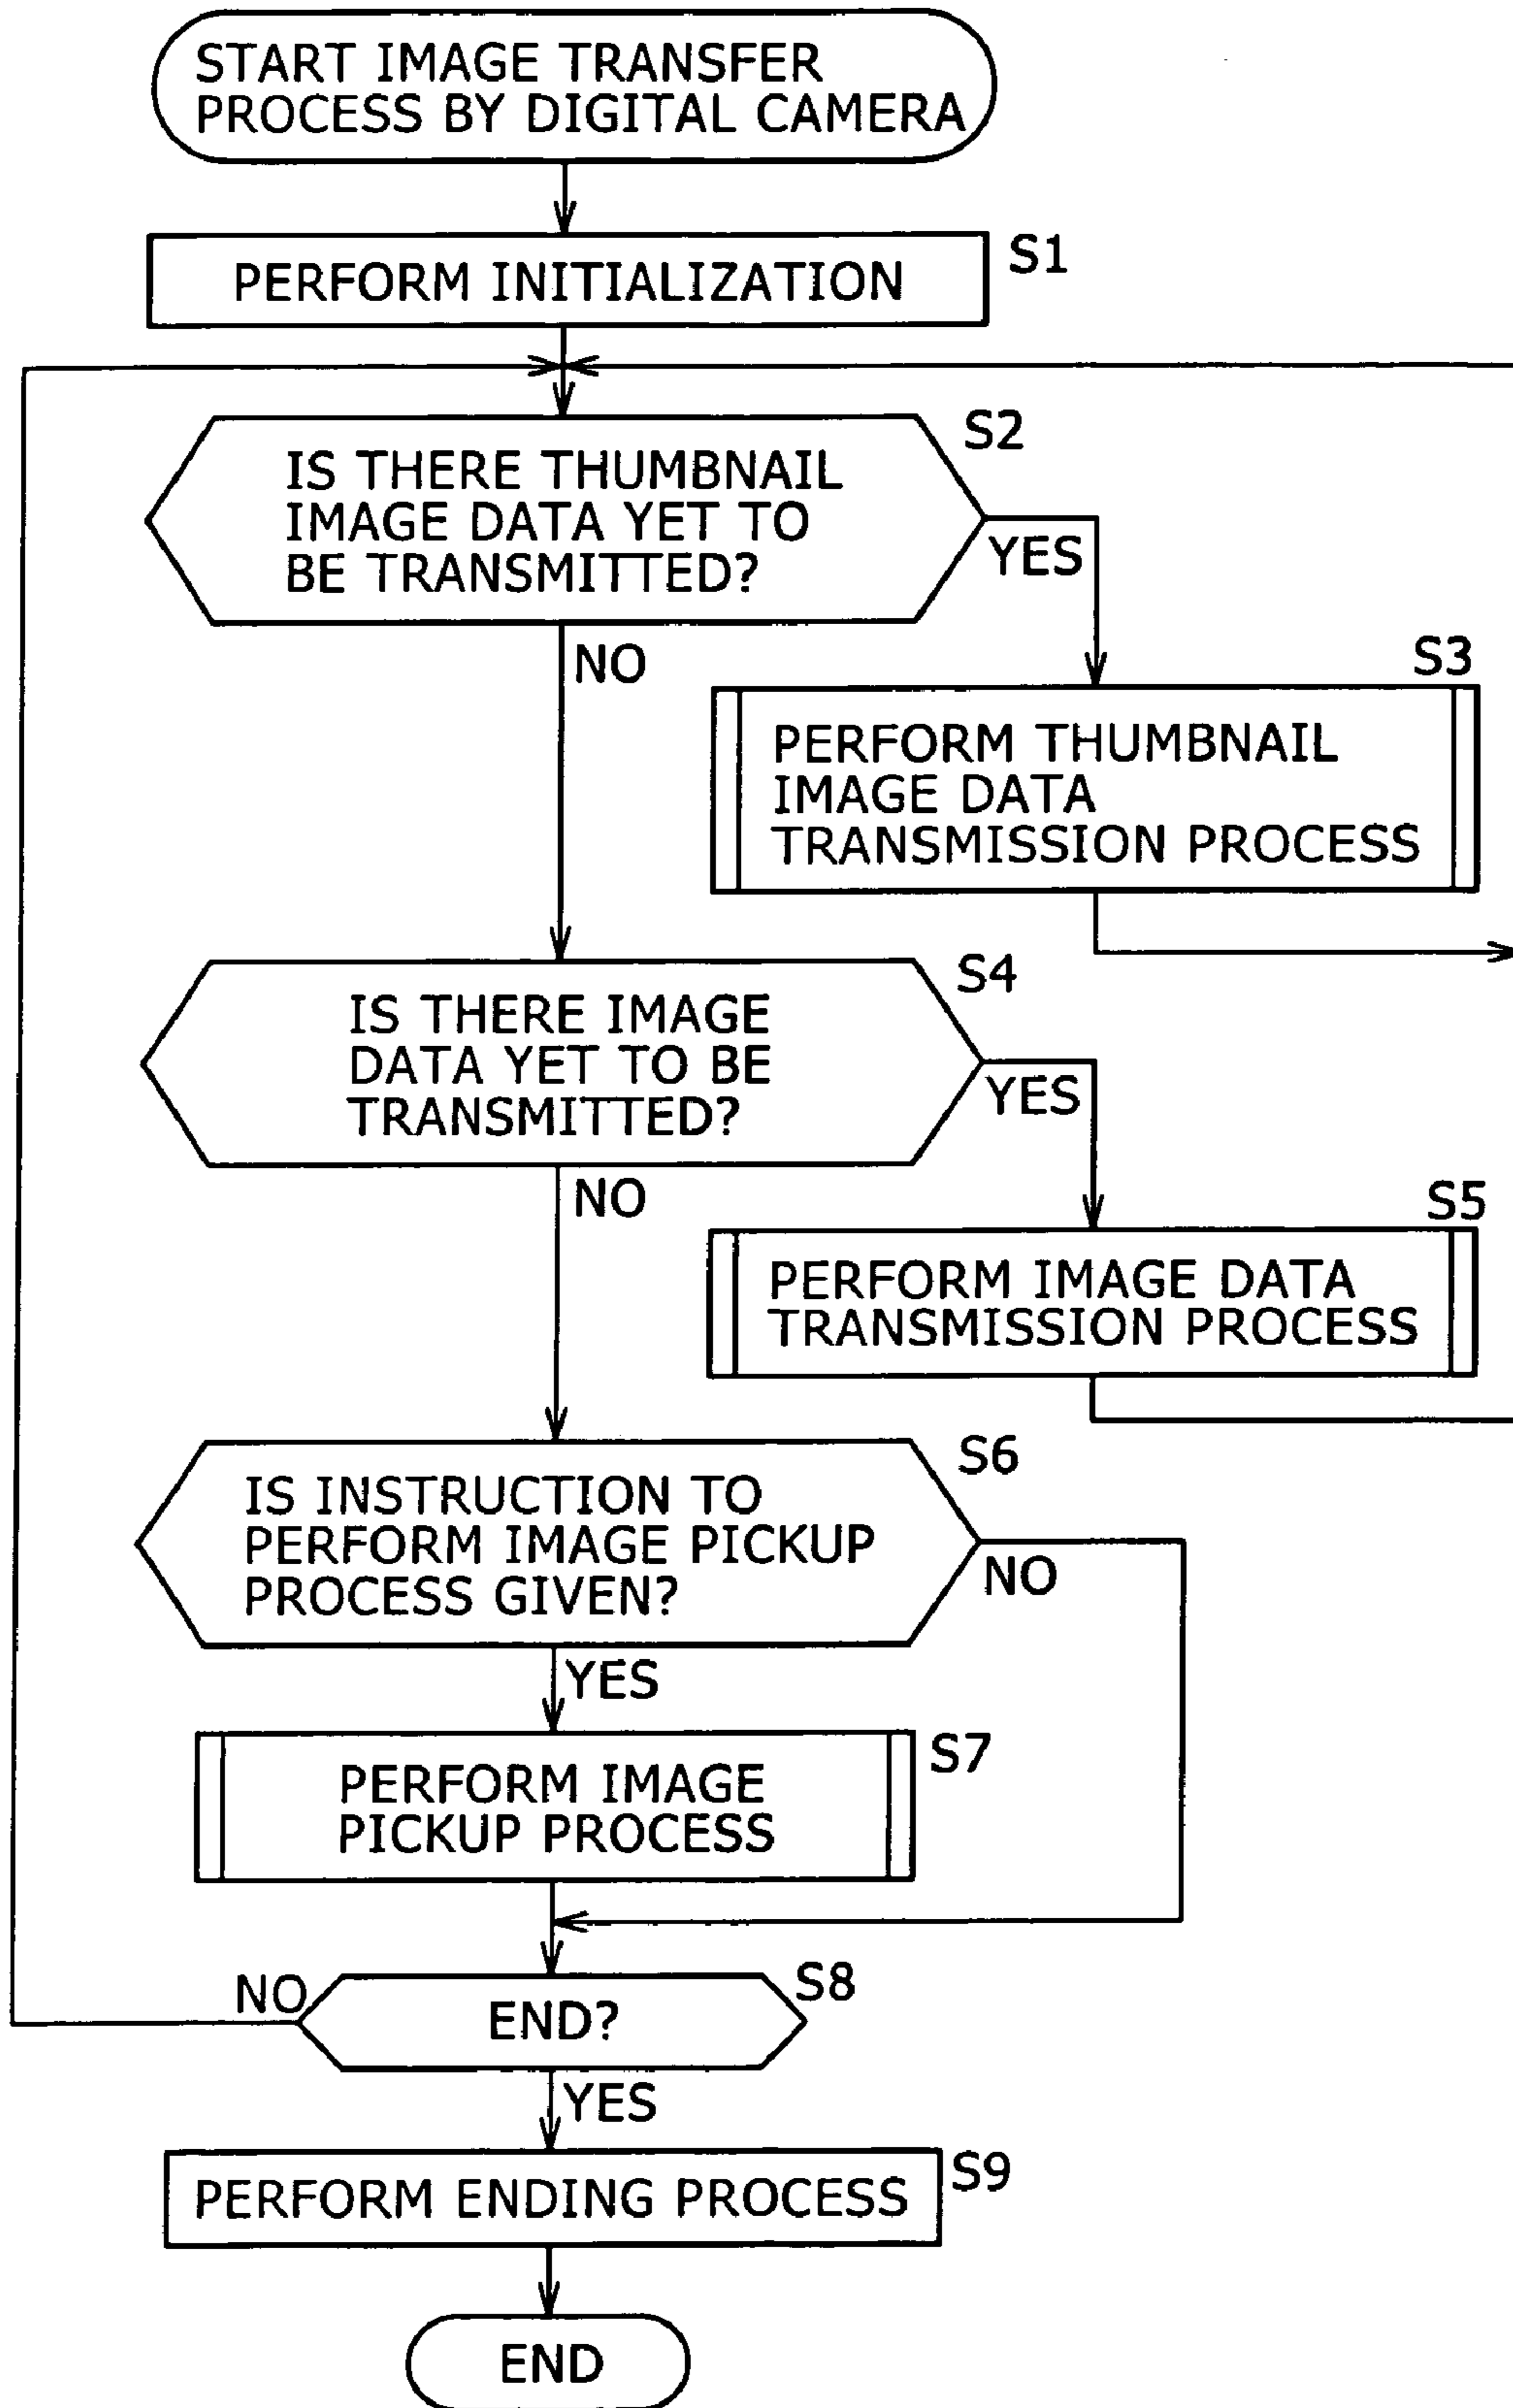 START IMAGE TRANSFER
PROCESS BY DIGITAL CAMERA
S1
PERFORM INITIALIZATION
S2
IS THERE THUMBNAIL
IMAGE DATA YET TO
BE TRANSMITTED?
YES
NO
S3
PERFORM THUMBNAIL
IMAGE DATA
TRANSMISSION PROCESS
S4
IS THERE IMAGE
DATA YET TO BE
TRANSMITTED?
YES
NO
S5
PERFORM IMAGE DATA
TRANSMISSION PROCESS
S6
IS INSTRUCTION TO
PERFORM IMAGE PICKUP
PROCESS GIVEN?
NO
YES
S7
PERFORM IMAGE
PICKUP PROCESS
NO
S8
END?
YES
S9
PERFORM ENDING PROCESS
END